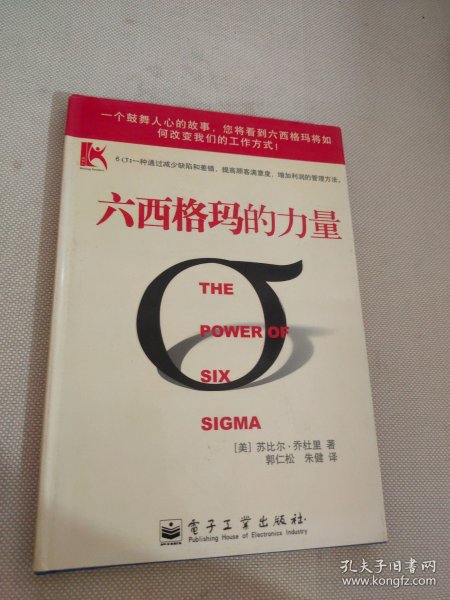 一个鼓舞人心的故事，您将看到六西格玛将如
何改变我们的工作方式！
6σ:一种通过减少缺陷和差错，提高顾客满意度，增加利润的管理方法。
六西格玛的力量
σ
THE
POWER OF
SIX
SIGMA
［美］苏比尔·乔杜里 著
郭仁松 朱健 译
電子工業出版社
Publishing House of Electronics Industry
孔夫子旧书网
www.kongfz.com